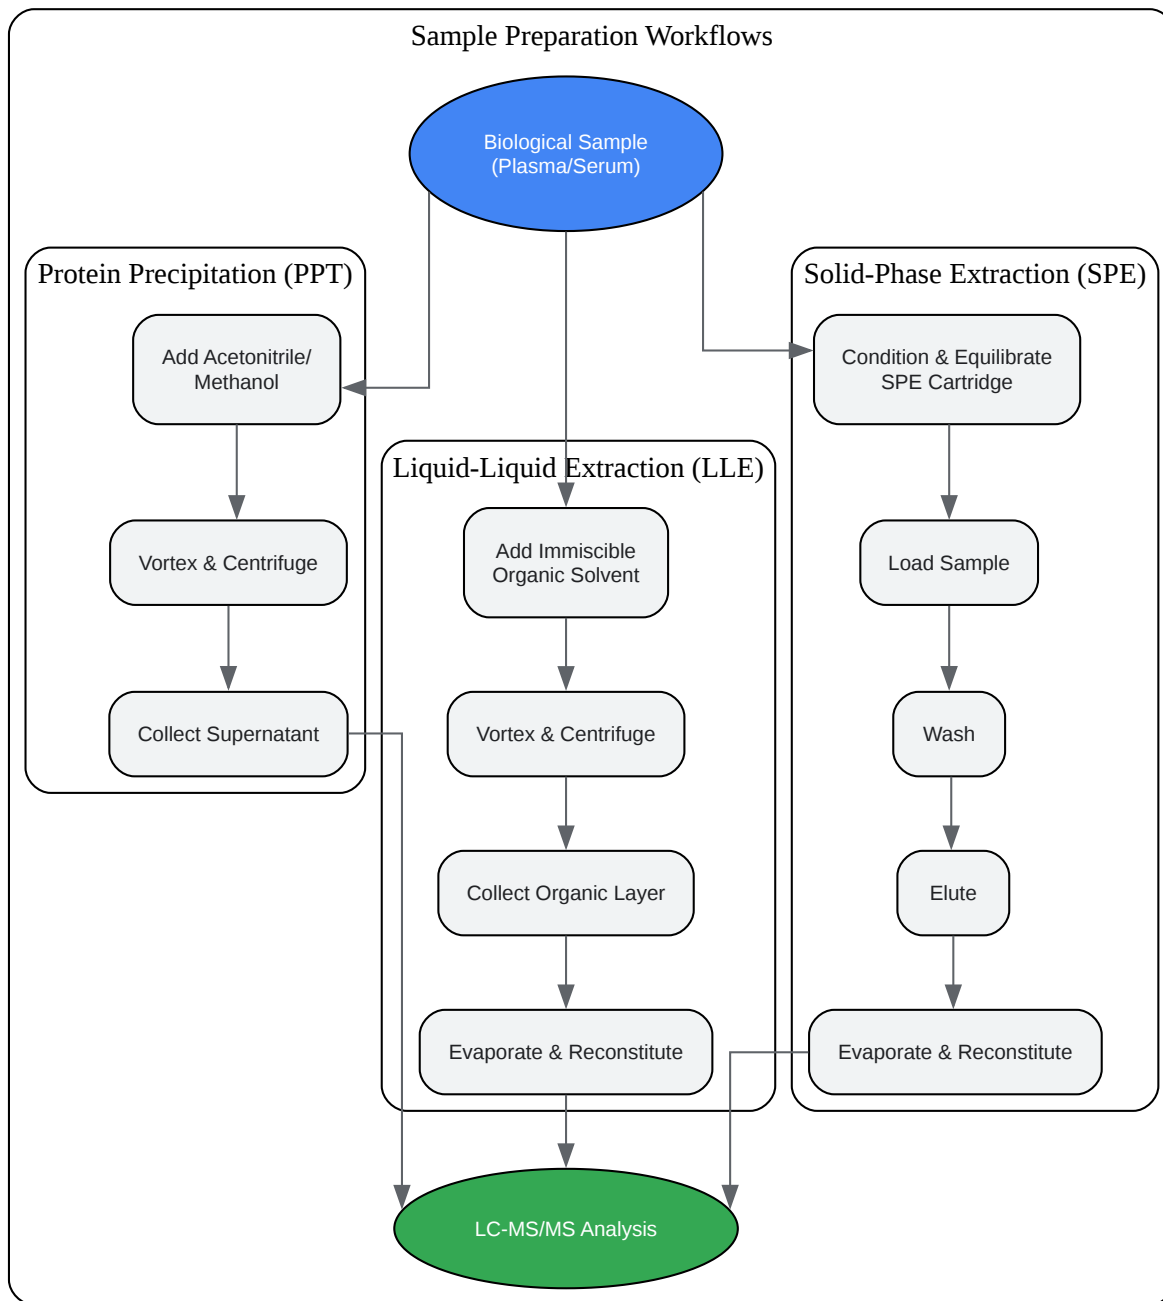 Sample Preparation Workflows
Biological Sample
(Plasma/Serum)
Protein Precipitation (PPT)
Add Acetonitrile/
Methanol
Vortex & Centrifuge
Collect Supernatant
Liquid-Liquid Extraction (LLE)
Add Immiscible
Organic Solvent
Vortex & Centrifuge
Collect Organic Layer
Evaporate & Reconstitute
Solid-Phase Extraction (SPE)
Condition & Equilibrate
SPE Cartridge
Load Sample
Wash
Elute
Evaporate & Reconstitute
LC-MS/MS Analysis